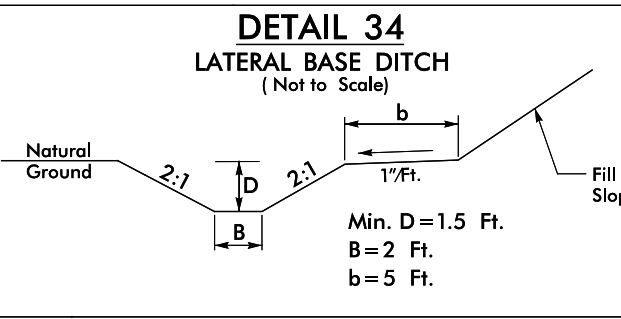 DETAIL 34
LATERAL BASE DITCH
( Not to Scale)
b
Natural
Ground
2:1
D
2:1
1"/Ft.
Fill
B
Min. D=1.5 Ft.
B=2 Ft.
b=5 Ft.